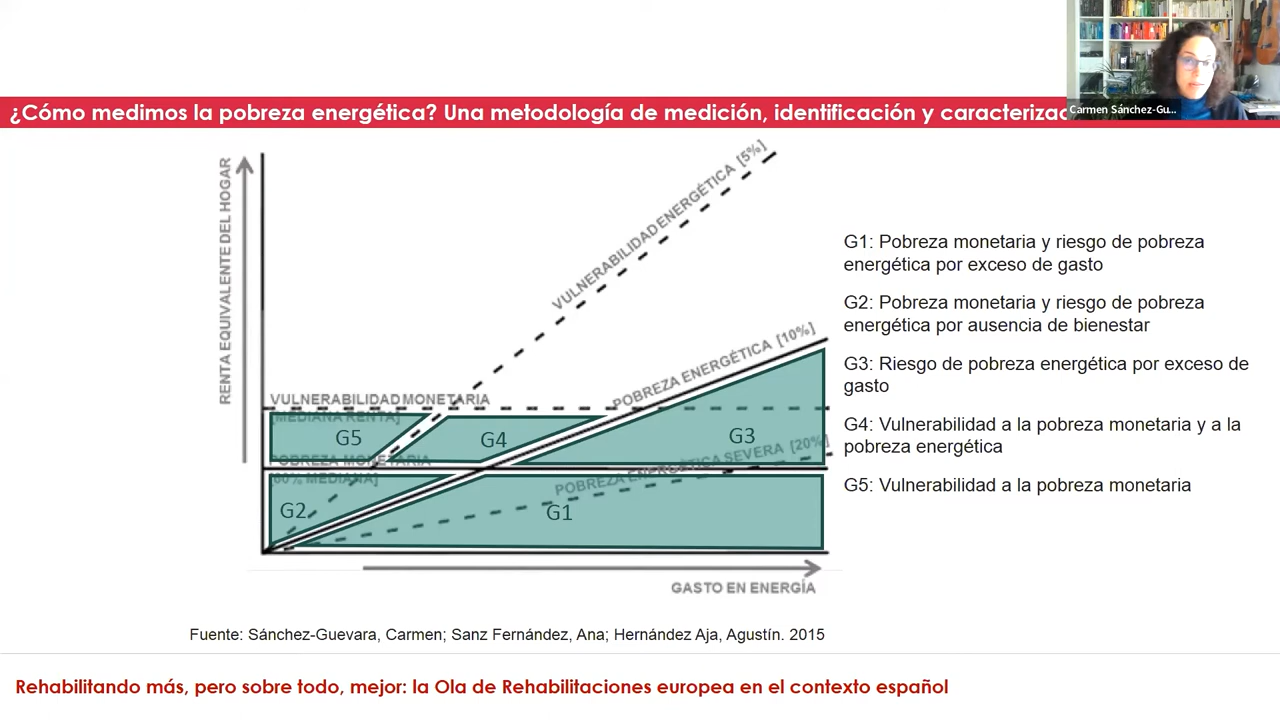 Carmen Sánchez-Gu...
¿Cómo medimos la pobreza energética? Una metodología de medición, identificación y caracterizac
RENTA EQUIVALENTE DEL HOGAR
VULNERABILIDAD ENERGÉTICA [5%]
POBREZA ENERGÉTICA [10%]
VULNERABILIDAD MONETARIA
[MEDIANA RENTA]
G5
G4
G3
POBREZA MONETARIA
[60% MEDIANA]
POBREZA ENERGÉTICA SEVERA [20%]
G2
G1
GASTO EN ENERGÍA
G1: Pobreza monetaria y riesgo de pobreza
energética por exceso de gasto
G2: Pobreza monetaria y riesgo de pobreza
energética por ausencia de bienestar
G3: Riesgo de pobreza energética por exceso de
gasto
G4: Vulnerabilidad a la pobreza monetaria y a la
pobreza energética
G5: Vulnerabilidad a la pobreza monetaria
Fuente: Sánchez-Guevara, Carmen; Sanz Fernández, Ana; Hernández Aja, Agustín. 2015
Rehabilitando más, pero sobre todo, mejor: la Ola de Rehabilitaciones europea en el contexto español